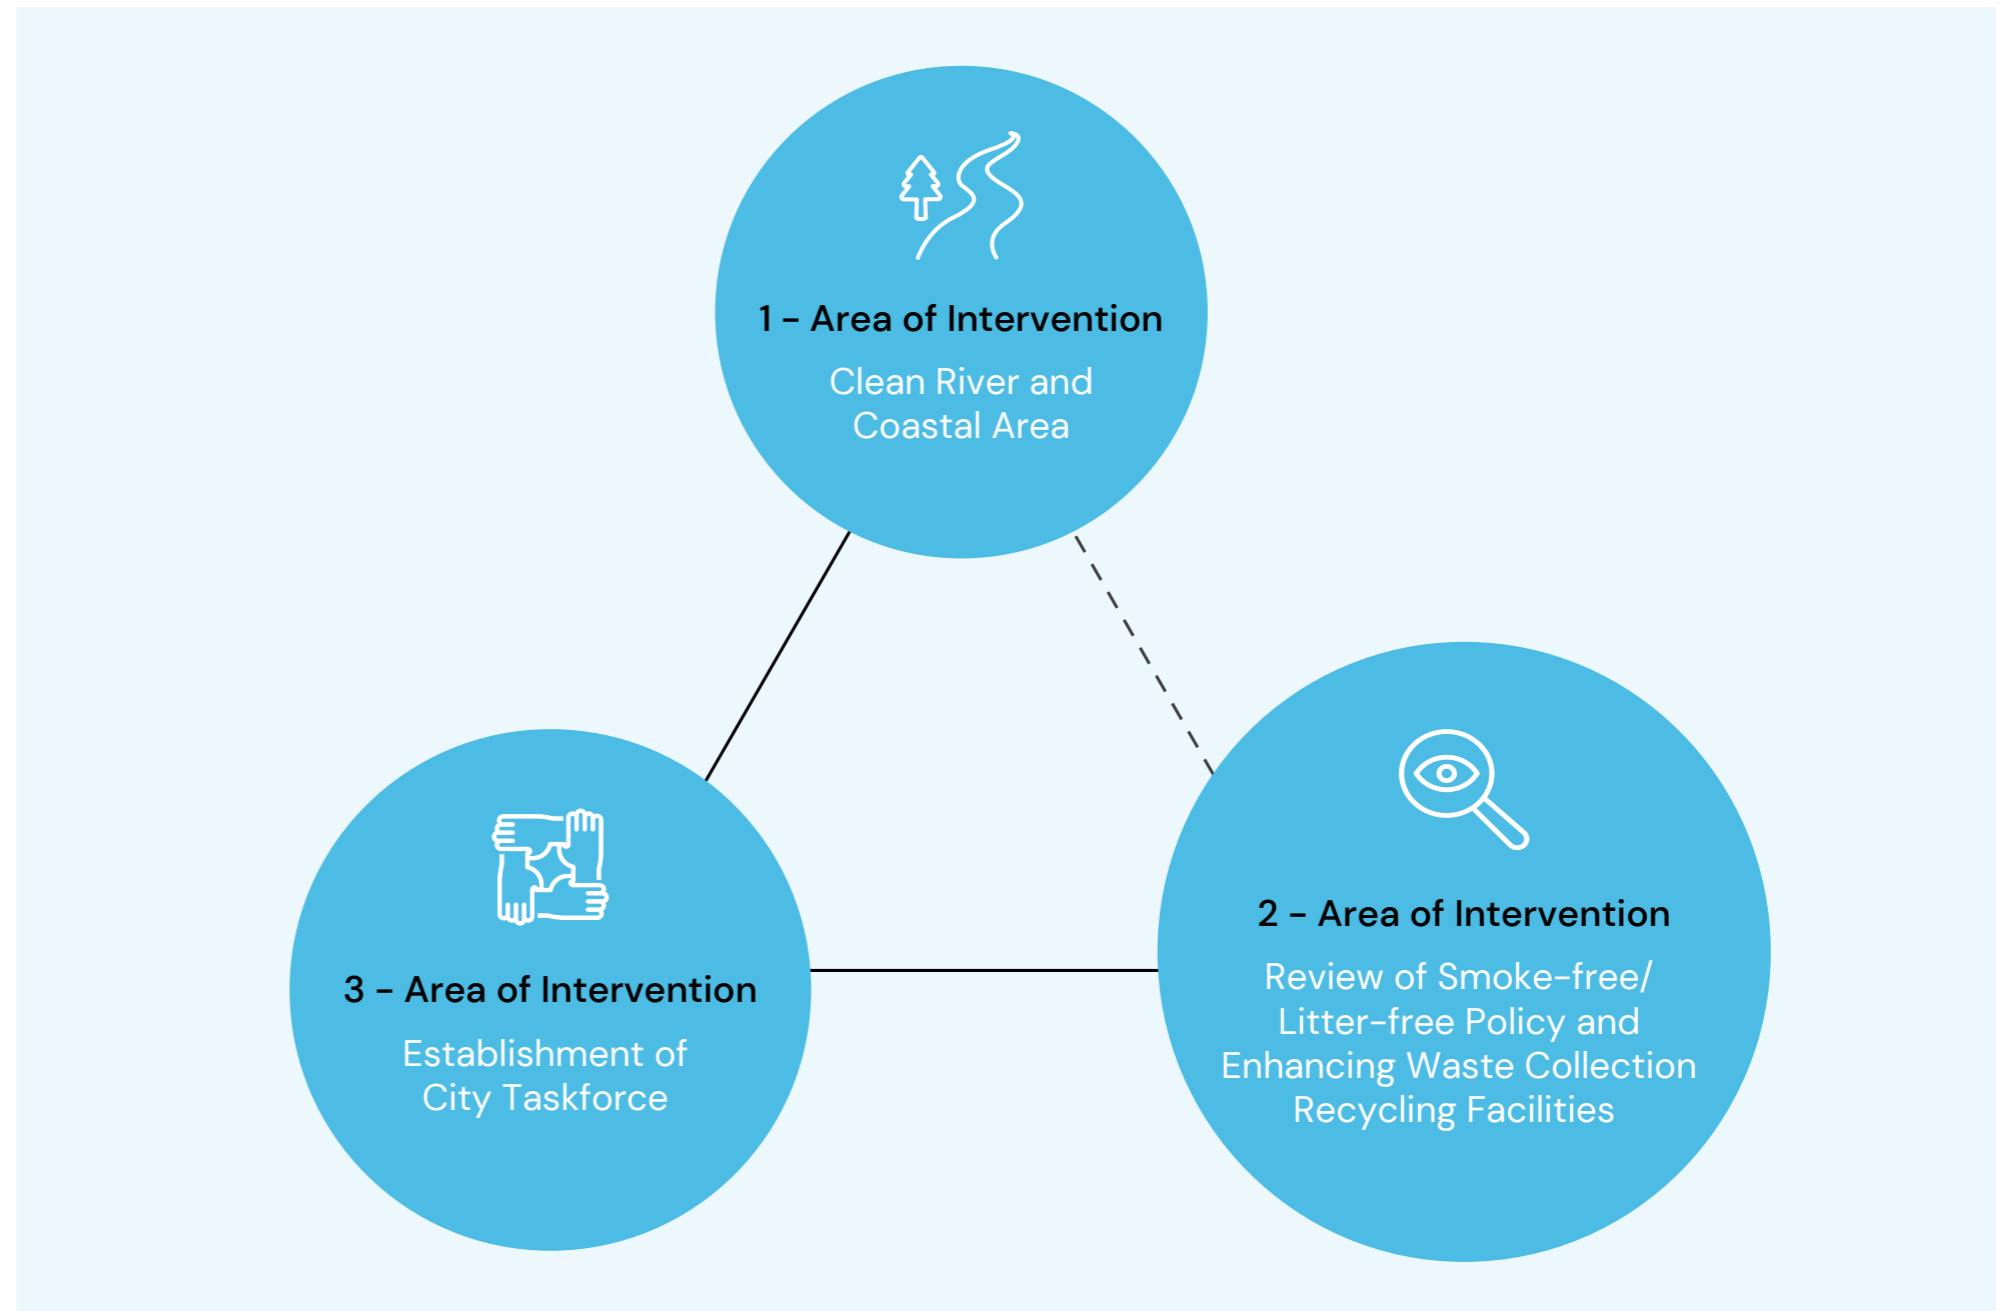 1 – Area of Intervention
Clean River and
Coastal Area
2 – Area of Intervention
Review of Smoke-free/
Litter-free Policy and
Enhancing Waste Collection
Recycling Facilities
3 – Area of Intervention
Establishment of
City Taskforce